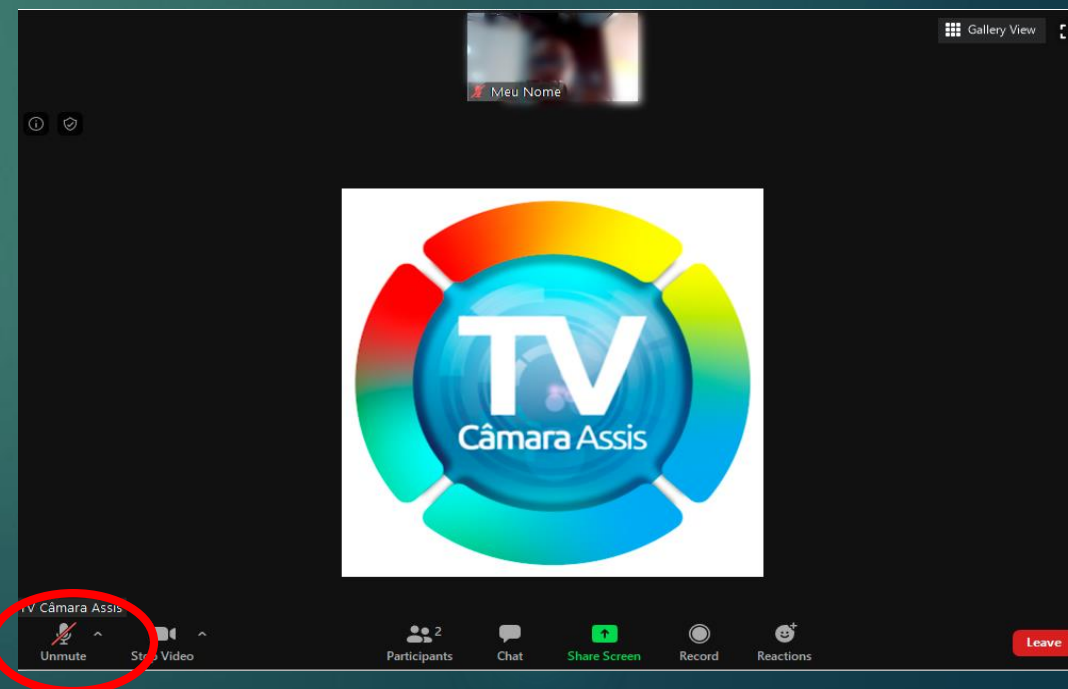 Gallery View
Meu Nome
TV
Câmara Assis
TV Câmara Assis
Unmute
Stop Video
2
Participants
Chat
Share Screen
Record
Reactions
Leave